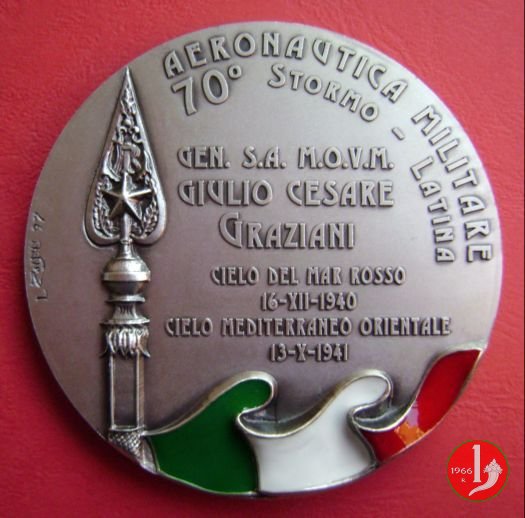 AERONAUTICA MILITARE
70° STORMO - LATINA
GEN. S.A. M.O.V.M.
GIULIO CESARE
GRAZIANI
CIELO DEL MAR ROSSO
16-XII-1940
CIELO MEDITERRANEO ORIENTALE
13-X-1941
RI
1966